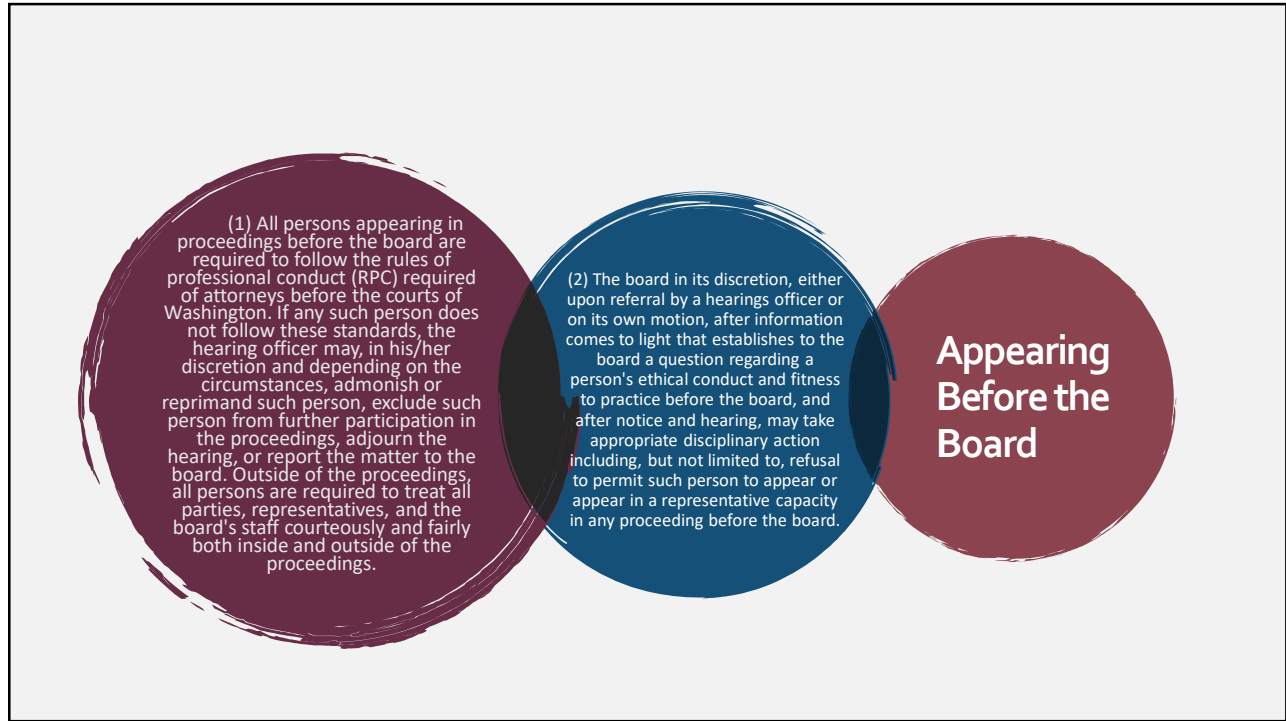 (1) All persons appearing in
proceedings before the board are
required to follow the rules of
professional conduct (RPC) required
of attorneys before the courts of
Washington. If any such person does
not follow these standards, the
hearing officer may, in his/her
discretion and depending on the
circumstances, admonish or
reprimand such person, exclude such
person from further participation in
the proceedings, adjourn the
hearing, or report the matter to the
board. Outside of the proceedings,
all persons are required to treat all
parties, representatives, and the
board's staff courteously and fairly
both inside and outside of the
proceedings.
(2) The board in its discretion, either
upon referral by a hearings officer or
on its own motion, after information
comes to light that establishes to the
board a question regarding a
person's ethical conduct and fitness
to practice before the board, and
after notice and hearing, may take
appropriate disciplinary action
including, but not limited to, refusal
to permit such person to appear or
appear in a representative capacity
in any proceeding before the board.
Appearing
Before the
Board